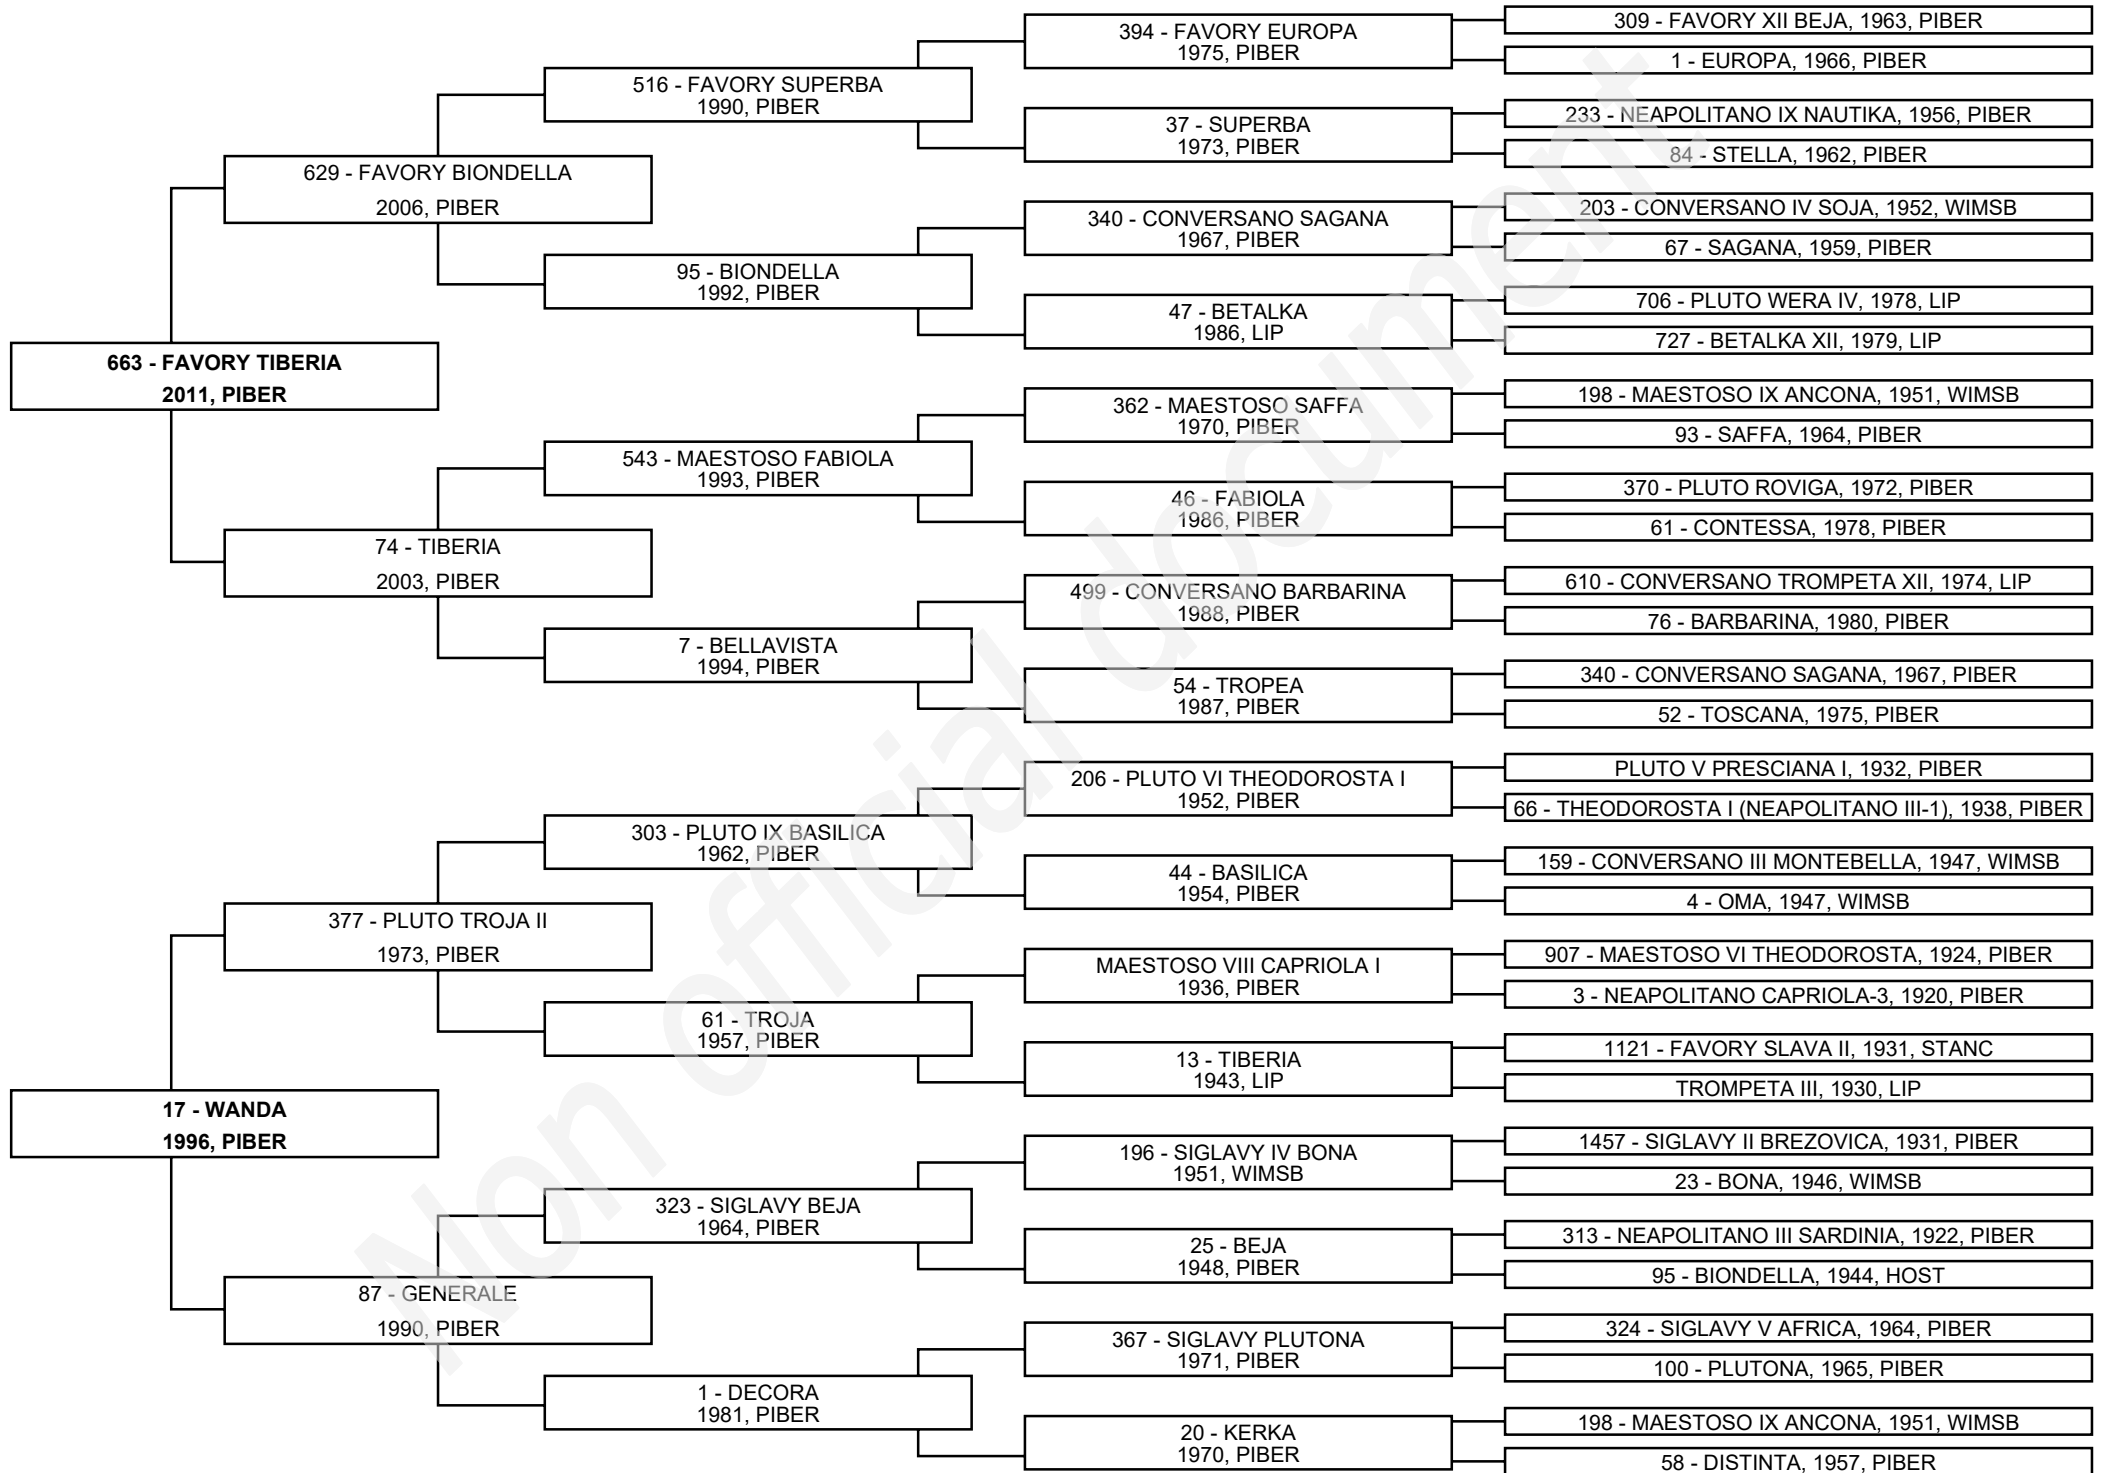 394 - FAVORY EUROPA
1975, PIBER
309 - FAVORY XII BEJA, 1963, PIBER
1 - EUROPA, 1966, PIBER
516 - FAVORY SUPERBA
1990, PIBER
37 - SUPERBA
1973, PIBER
233 - NEAPOLITANO IX NAUTIKA, 1956, PIBER
84 - STELLA, 1962, PIBER
629 - FAVORY BIONDELLA
2006, PIBER
340 - CONVERSANO SAGANA
1967, PIBER
203 - CONVERSANO IV SOJA, 1952, WIMSB
67 - SAGANA, 1959, PIBER
95 - BIONDELLA
1992, PIBER
47 - BETALKA
1986, LIP
706 - PLUTO WERA IV, 1978, LIP
727 - BETALKA XII, 1979, LIP
663 - FAVORY TIBERIA
2011, PIBER
362 - MAESTOSO SAFFA
1970, PIBER
198 - MAESTOSO IX ANCONA, 1951, WIMSB
93 - SAFFA, 1964, PIBER
543 - MAESTOSO FABIOLA
1993, PIBER
46 - FABIOLA
1986, PIBER
370 - PLUTO ROVIGA, 1972, PIBER
61 - CONTESSA, 1978, PIBER
74 - TIBERIA
2003, PIBER
499 - CONVERSANO BARBARINA
1988, PIBER
610 - CONVERSANO TROMPETA XII, 1974, LIP
76 - BARBARINA, 1980, PIBER
7 - BELLAVISTA
1994, PIBER
54 - TROPEA
1987, PIBER
340 - CONVERSANO SAGANA, 1967, PIBER
52 - TOSCANA, 1975, PIBER
206 - PLUTO VI THEODOROSTA I
1952, PIBER
PLUTO V PRESCIANA I, 1932, PIBER
66 - THEODOROSTA I (NEAPOLITANO III-1), 1938, PIBER
303 - PLUTO IX BASILICA
1962, PIBER
44 - BASILICA
1954, PIBER
159 - CONVERSANO III MONTEBELLA, 1947, WIMSB
4 - OMA, 1947, WIMSB
377 - PLUTO TROJA II
1973, PIBER
MAESTOSO VIII CAPRIOLA I
1936, PIBER
907 - MAESTOSO VI THEODOROSTA, 1924, PIBER
3 - NEAPOLITANO CAPRIOLA-3, 1920, PIBER
61 - TROJA
1957, PIBER
13 - TIBERIA
1943, LIP
1121 - FAVORY SLAVA II, 1931, STANC
TROMPETA III, 1930, LIP
17 - WANDA
1996, PIBER
196 - SIGLAVY IV BONA
1951, WIMSB
1457 - SIGLAVY II BREZOVICA, 1931, PIBER
23 - BONA, 1946, WIMSB
323 - SIGLAVY BEJA
1964, PIBER
25 - BEJA
1948, PIBER
313 - NEAPOLITANO III SARDINIA, 1922, PIBER
95 - BIONDELLA, 1944, HOST
87 - GENERALE
1990, PIBER
367 - SIGLAVY PLUTONA
1971, PIBER
324 - SIGLAVY V AFRICA, 1964, PIBER
100 - PLUTONA, 1965, PIBER
1 - DECORA
1981, PIBER
20 - KERKA
1970, PIBER
198 - MAESTOSO IX ANCONA, 1951, WIMSB
58 - DISTINTA, 1957, PIBER
Non official document